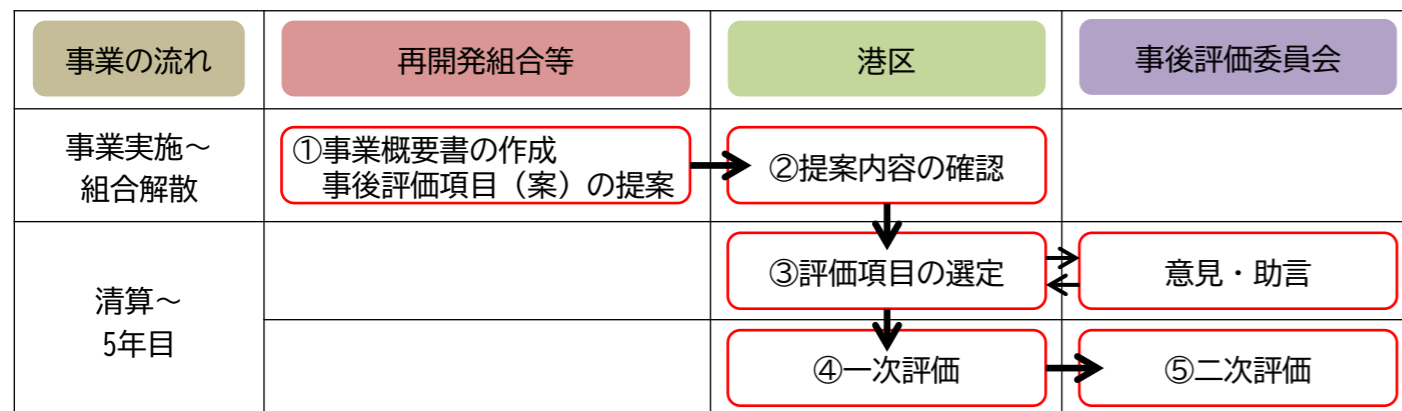 事業の流れ
再開発組合等
港区
事後評価委員会
事業実施～
組合解散
①事業概要書の作成
事後評価項目（案）の提案
②提案内容の確認
清算～
5年目
③評価項目の選定
意見・助言
④一次評価
⑤二次評価